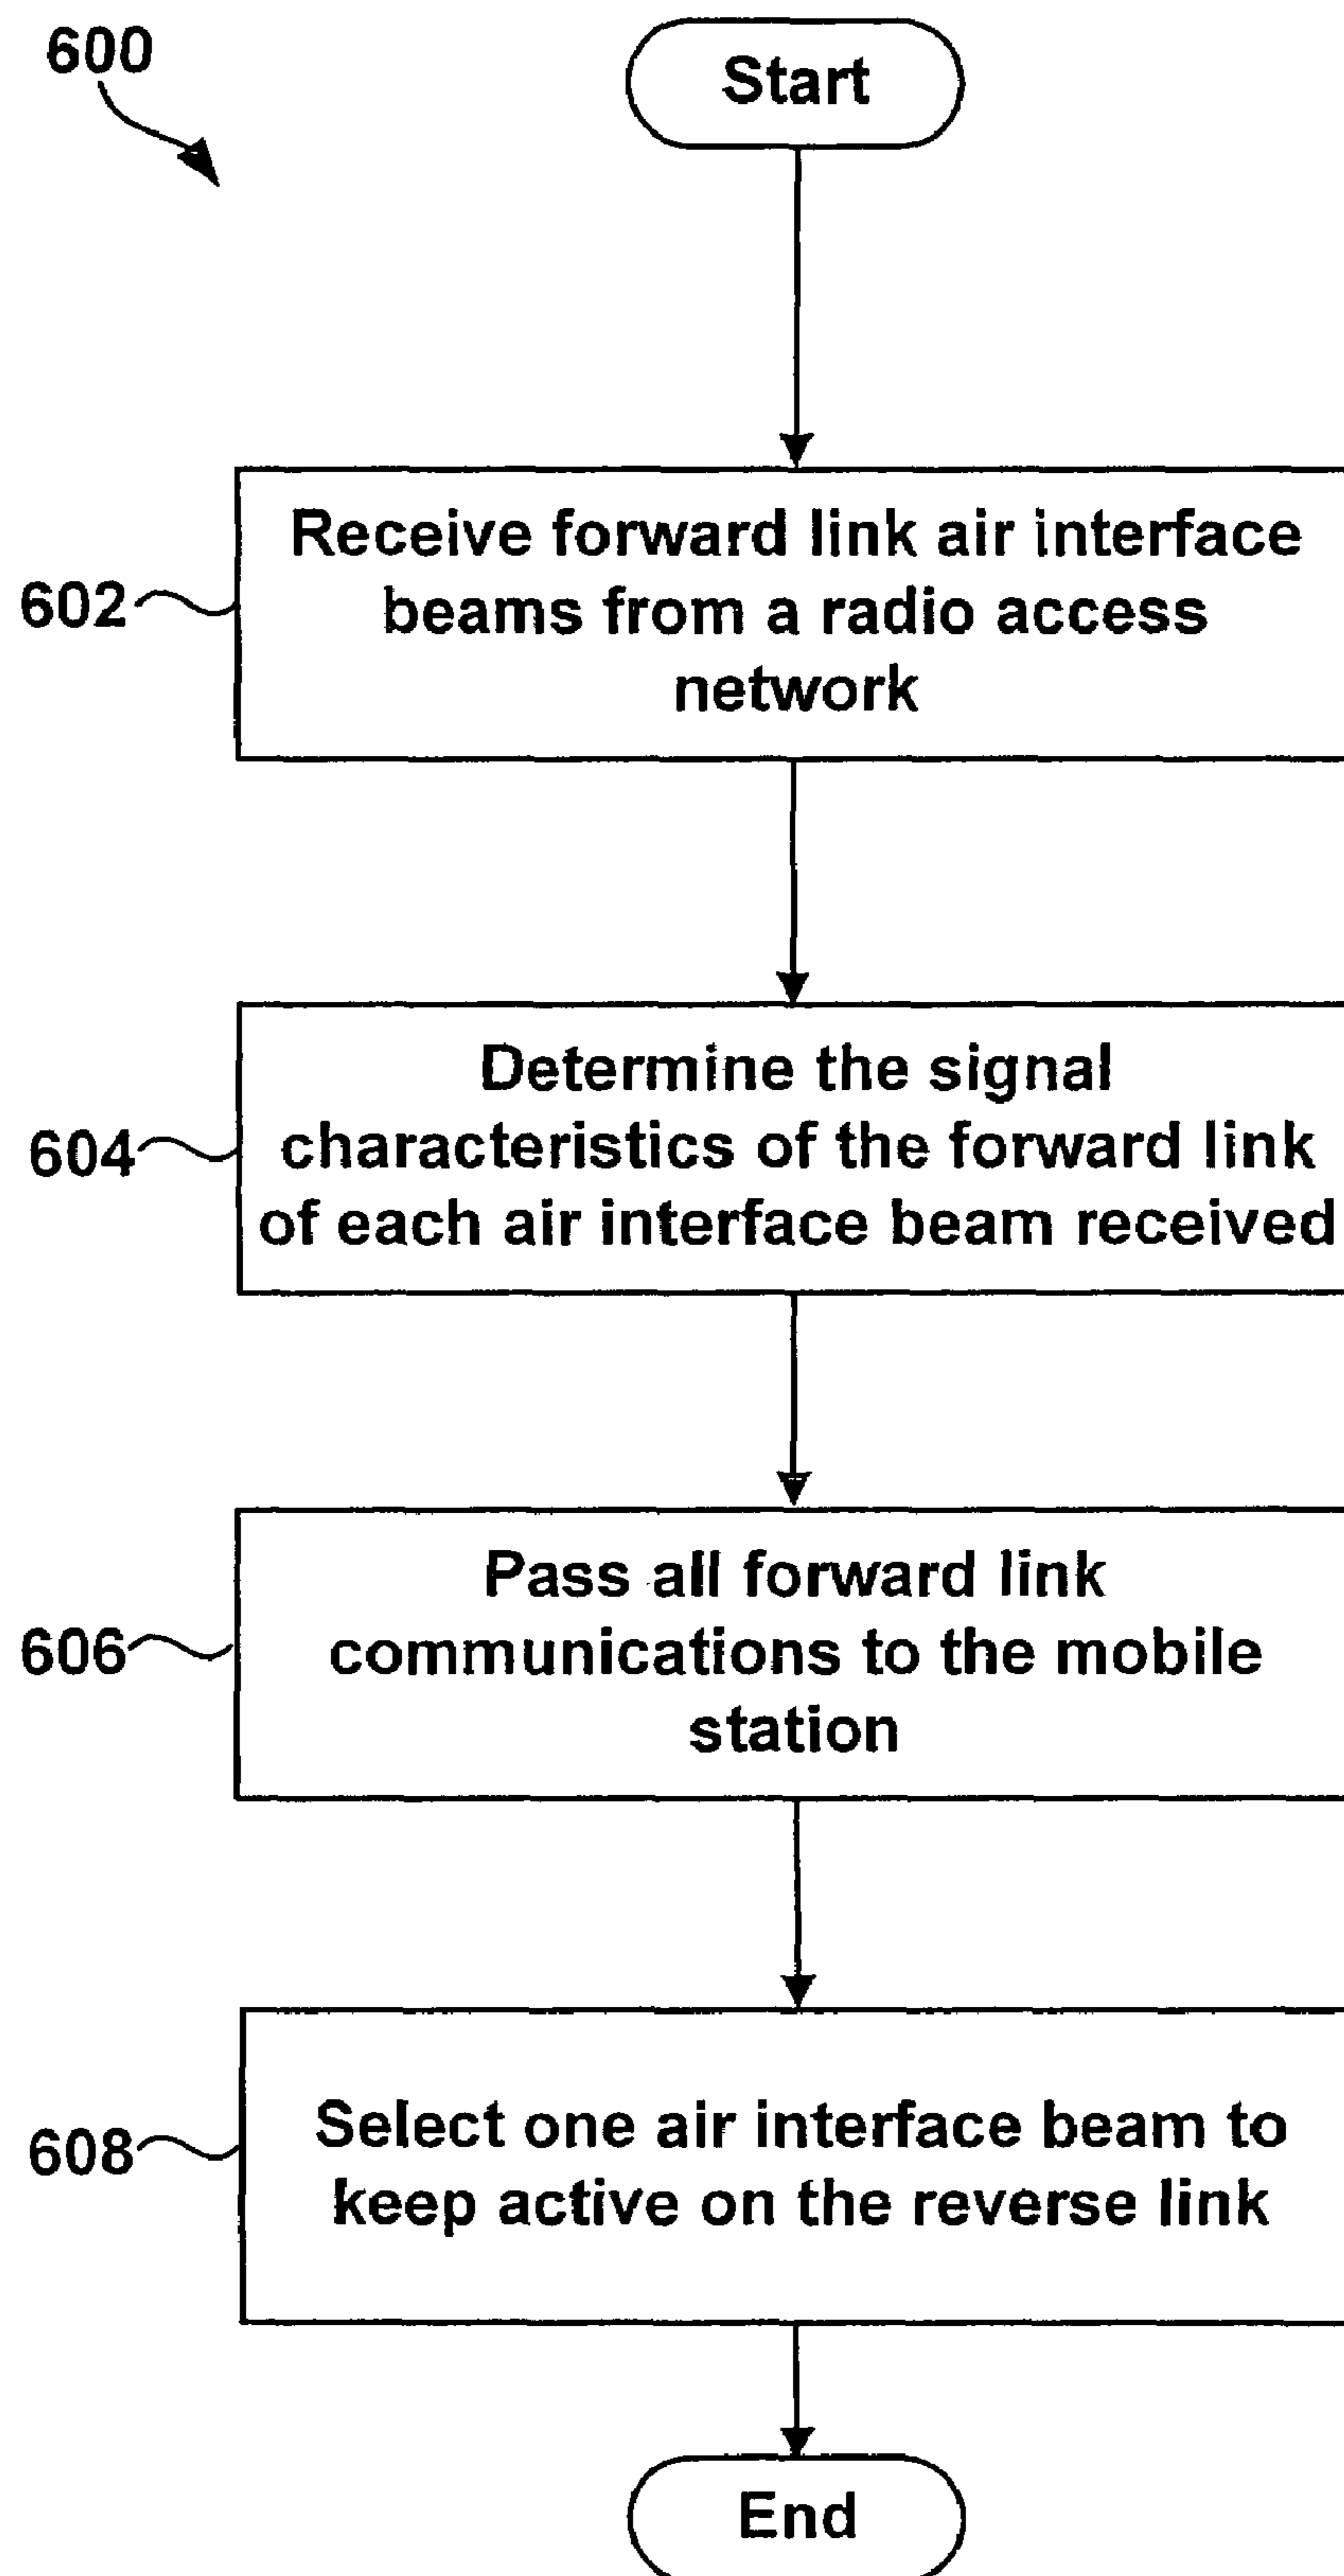 600
Start
602
Receive forward link air interface
beams from a radio access
network
604
Determine the signal
characteristics of the forward link
of each air interface beam received
606
Pass all forward link
communications to the mobile
station
608
Select one air interface beam to
keep active on the reverse link
End